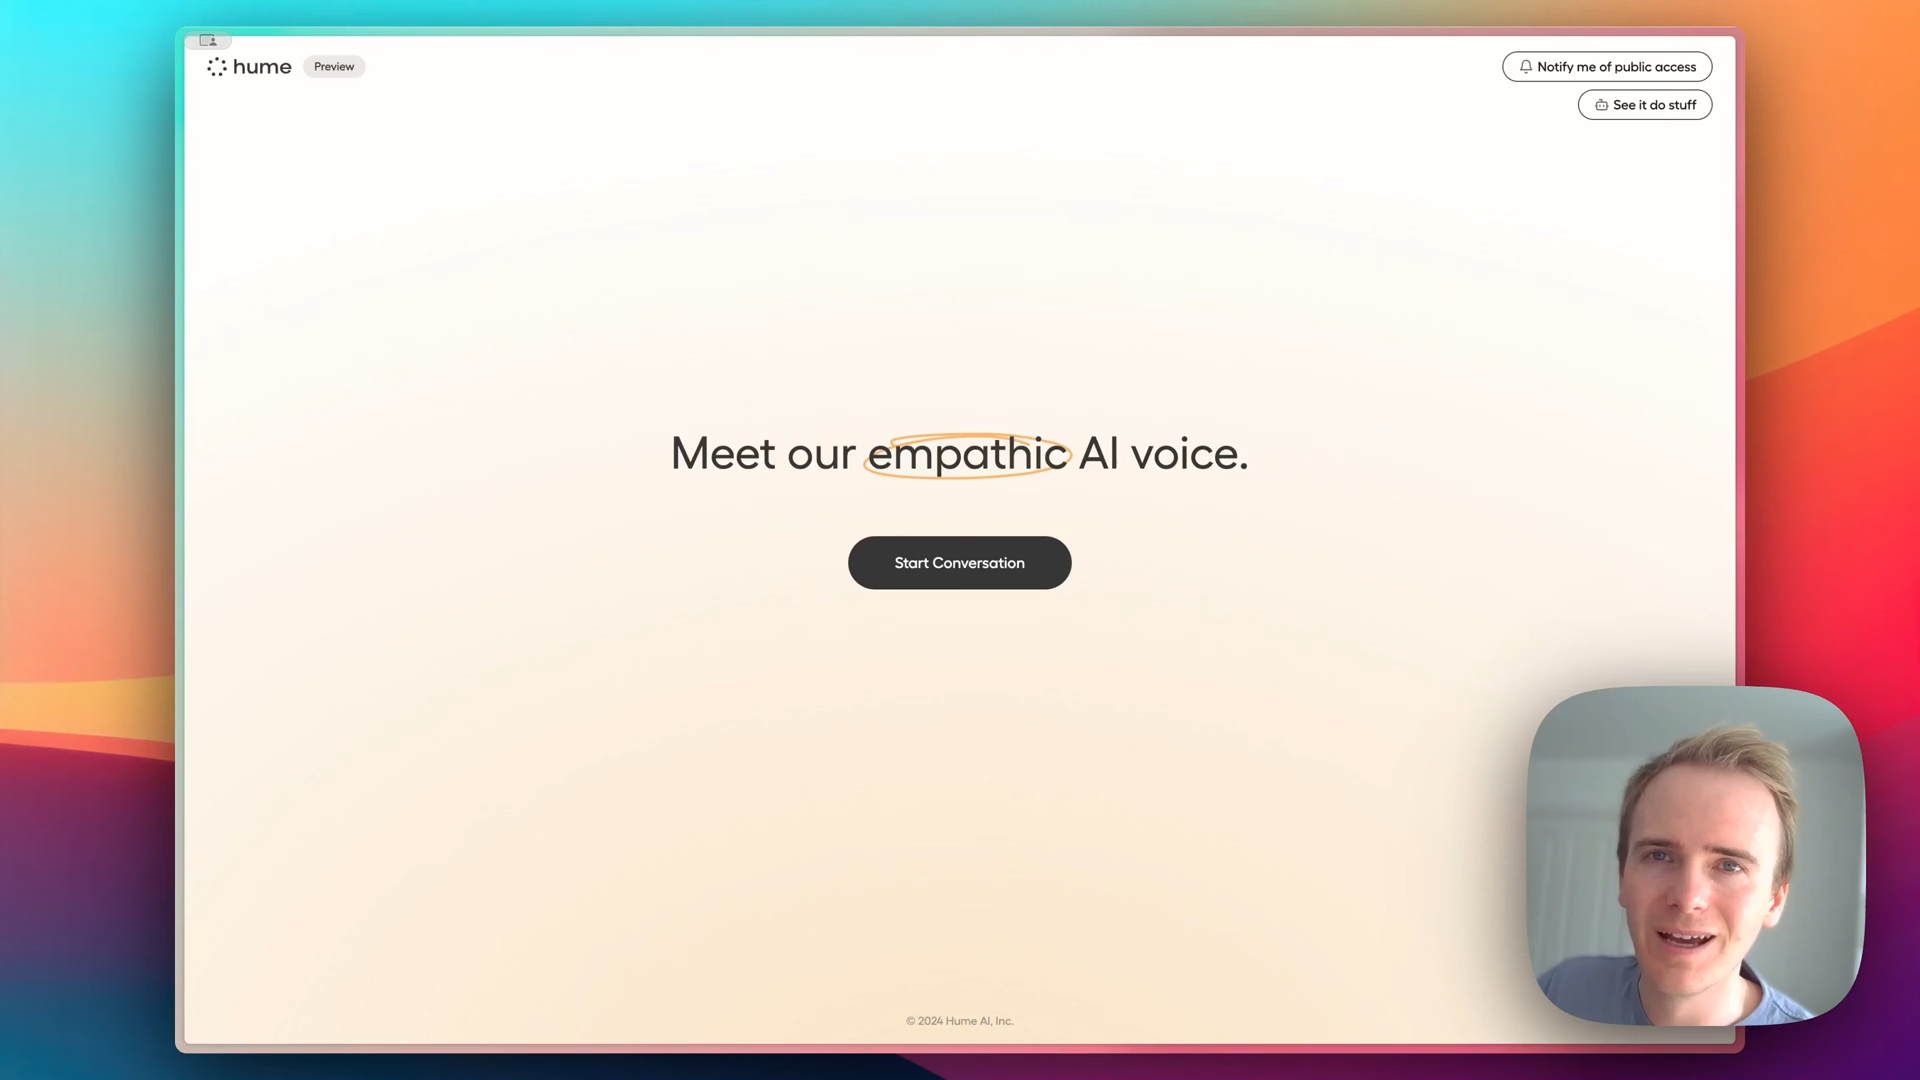 hume
Preview
Notify me of public access
See it do stuff
Meet our empathic AI voice.
Start Conversation
© 2024 Hume AI, Inc.